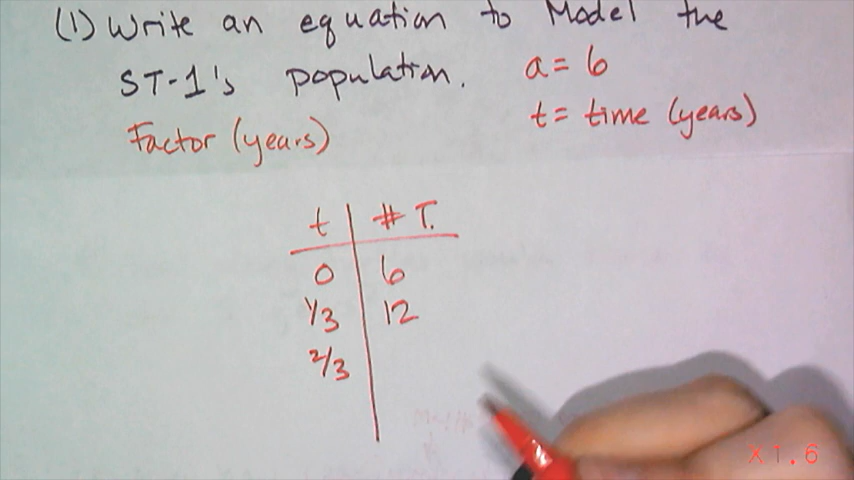 (1) Write an equation to Model the
ST-1's population. a = 6
Factor (years) t = time (years)
t # T.
0 6
1/3 12
2/3
X1.6